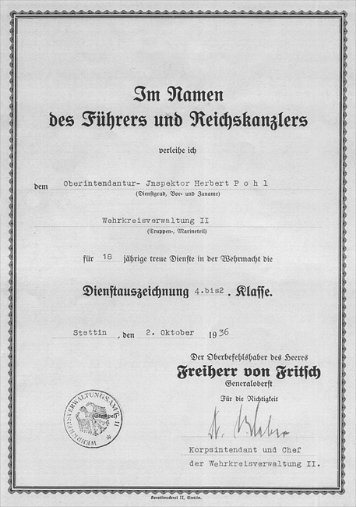 Im Namen
des Führers und Reichskanzlers
verleihe ich
dem Oberintendantur- Jnspektor Herbert P o h l
(Dienstgrad, Vor- und Zuname)
Wehrkreisverwaltung II
(Truppen-, Marineteil)
für 18 jährige treue Dienste in der Wehrmacht die
Dienstauszeichnung 4.bis2 . Klasse.
Stettin , den 2. Oktober 1936
Der Oberbefehlshaber des Heeres
Freiherr von Fritsch
Generaloberst
Für die Richtigkeit
Korpsintendant und Chef
der Wehrkreisverwaltung II.